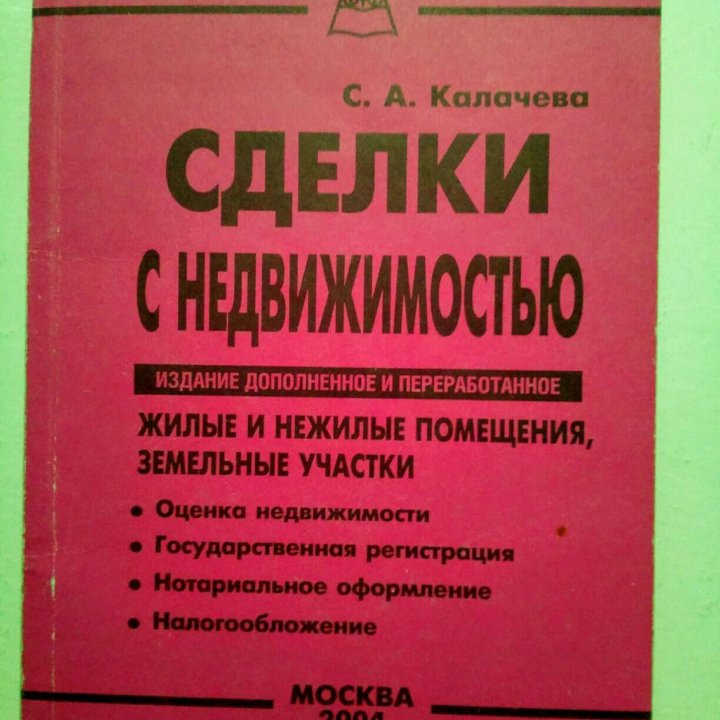 С. А. Калачева
СДЕЛКИ
С НЕДВИЖИМОСТЬЮ
ИЗДАНИЕ ДОПОЛНЕННОЕ И ПЕРЕРАБОТАННОЕ
ЖИЛЫЕ И НЕЖИЛЫЕ ПОМЕЩЕНИЯ,
ЗЕМЕЛЬНЫЕ УЧАСТКИ
• Оценка недвижимости
• Государственная регистрация
• Нотариальное оформление
• Налогообложение
МОСКВА